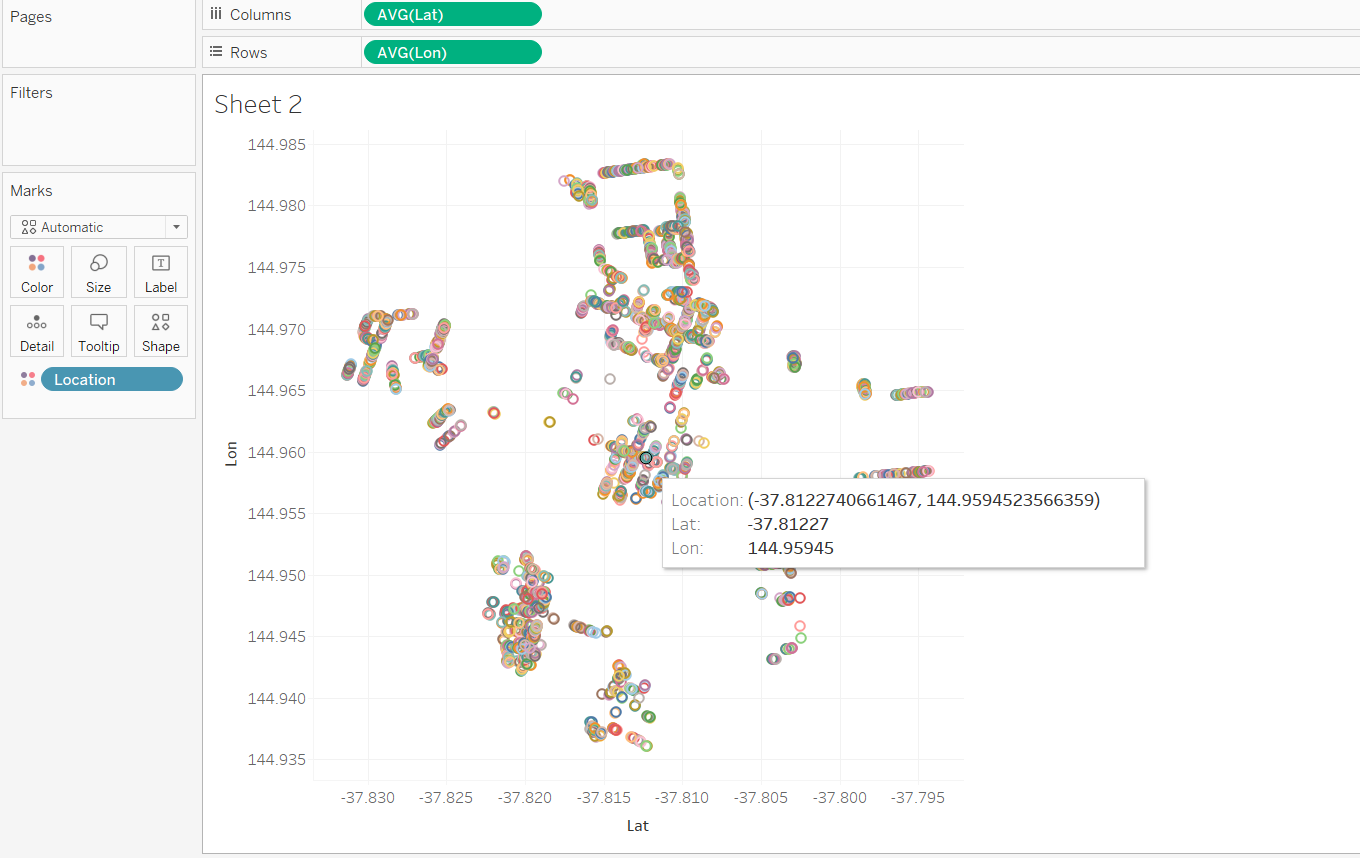 Pages
Columns
AVG(Lat)
Rows
AVG(Lon)
Filters
Sheet 2
Marks
Automatic
Color
Size
Label
Detail
Tooltip
Shape
Location
Lon
144.985
144.980
144.975
144.970
144.965
144.960
144.955
144.950
144.945
144.940
144.935
Location: (-37.8122740661467, 144.9594523566359)
Lat: -37.81227
Lon: 144.95945
-37.830 -37.825 -37.820 -37.815 -37.810 -37.805 -37.800 -37.795
Lat